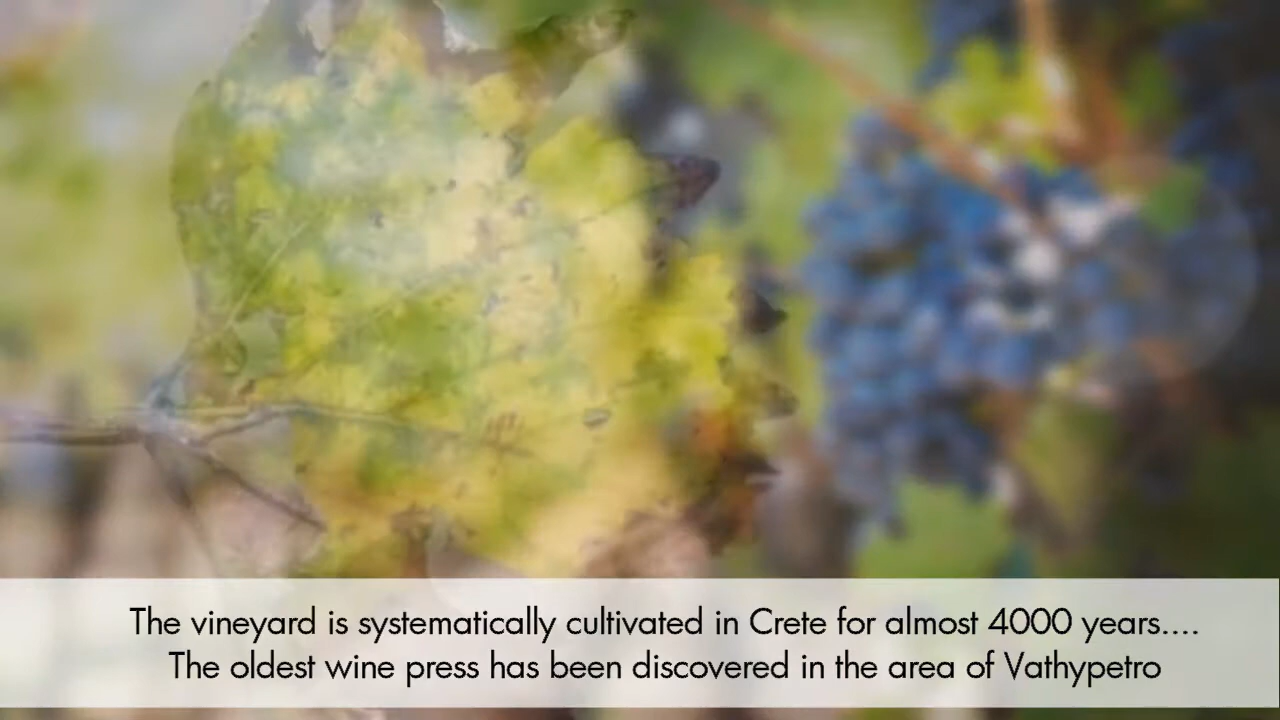 The vineyard is systematically cultivated in Crete for almost 4000 years....
The oldest wine press has been discovered in the area of Vathypetro